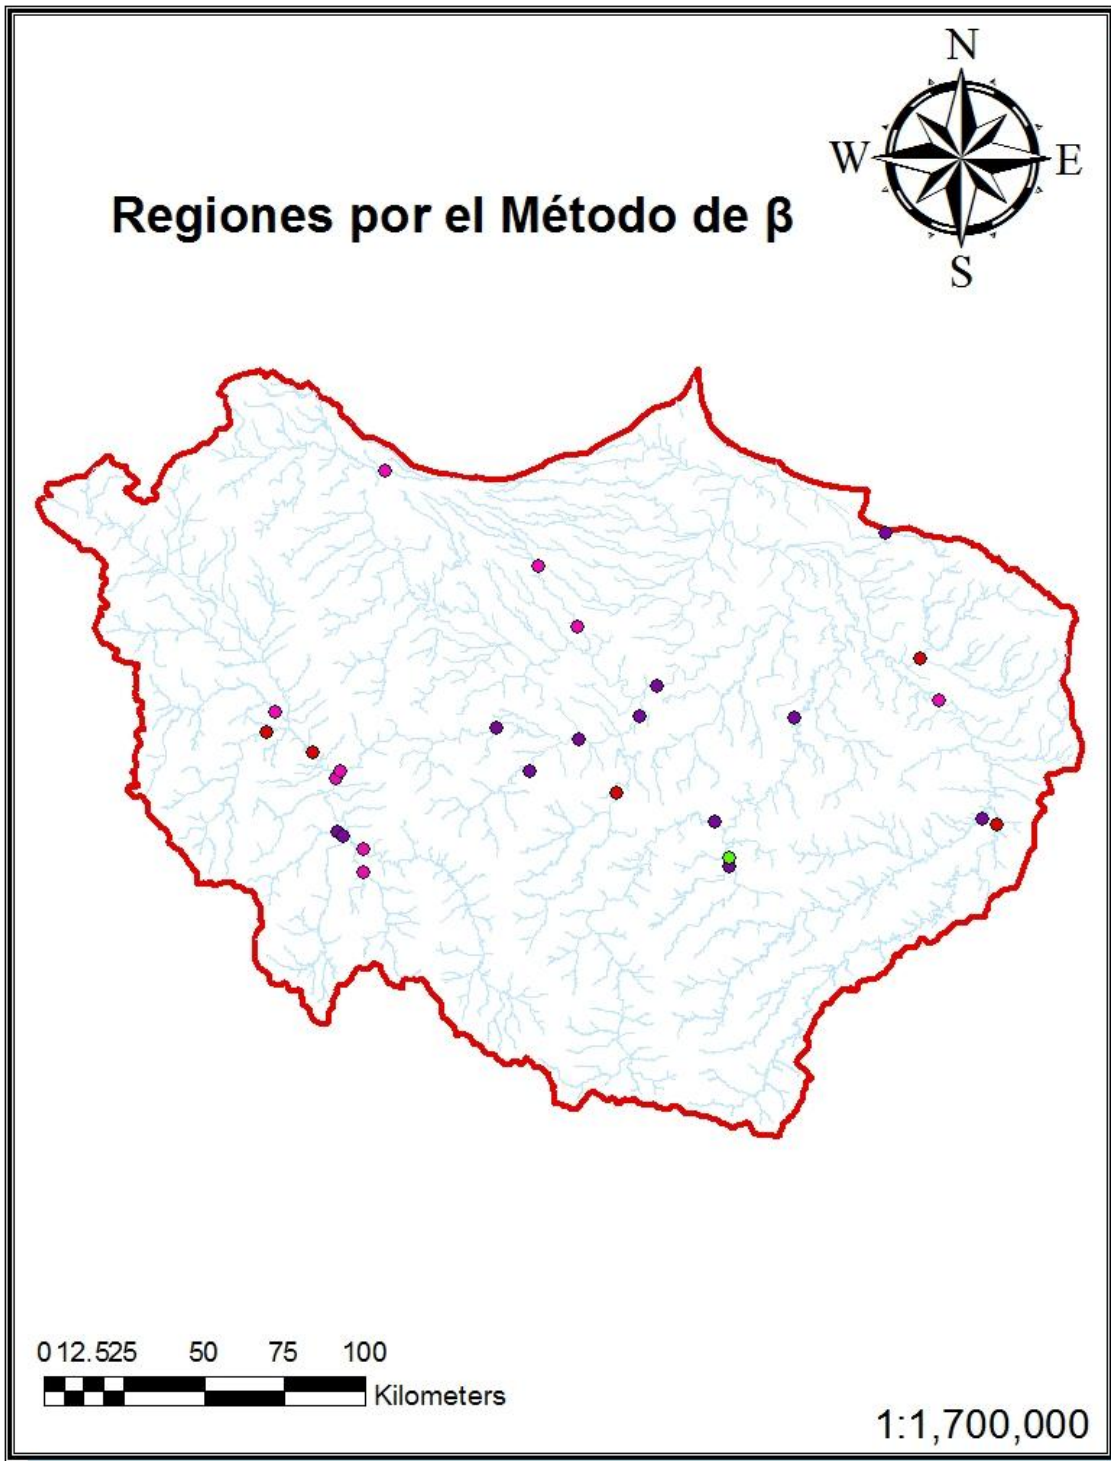 N
W E
S
Regiones por el Método de β
0 12.525 50 75 100
Kilometers
1:1,700,000